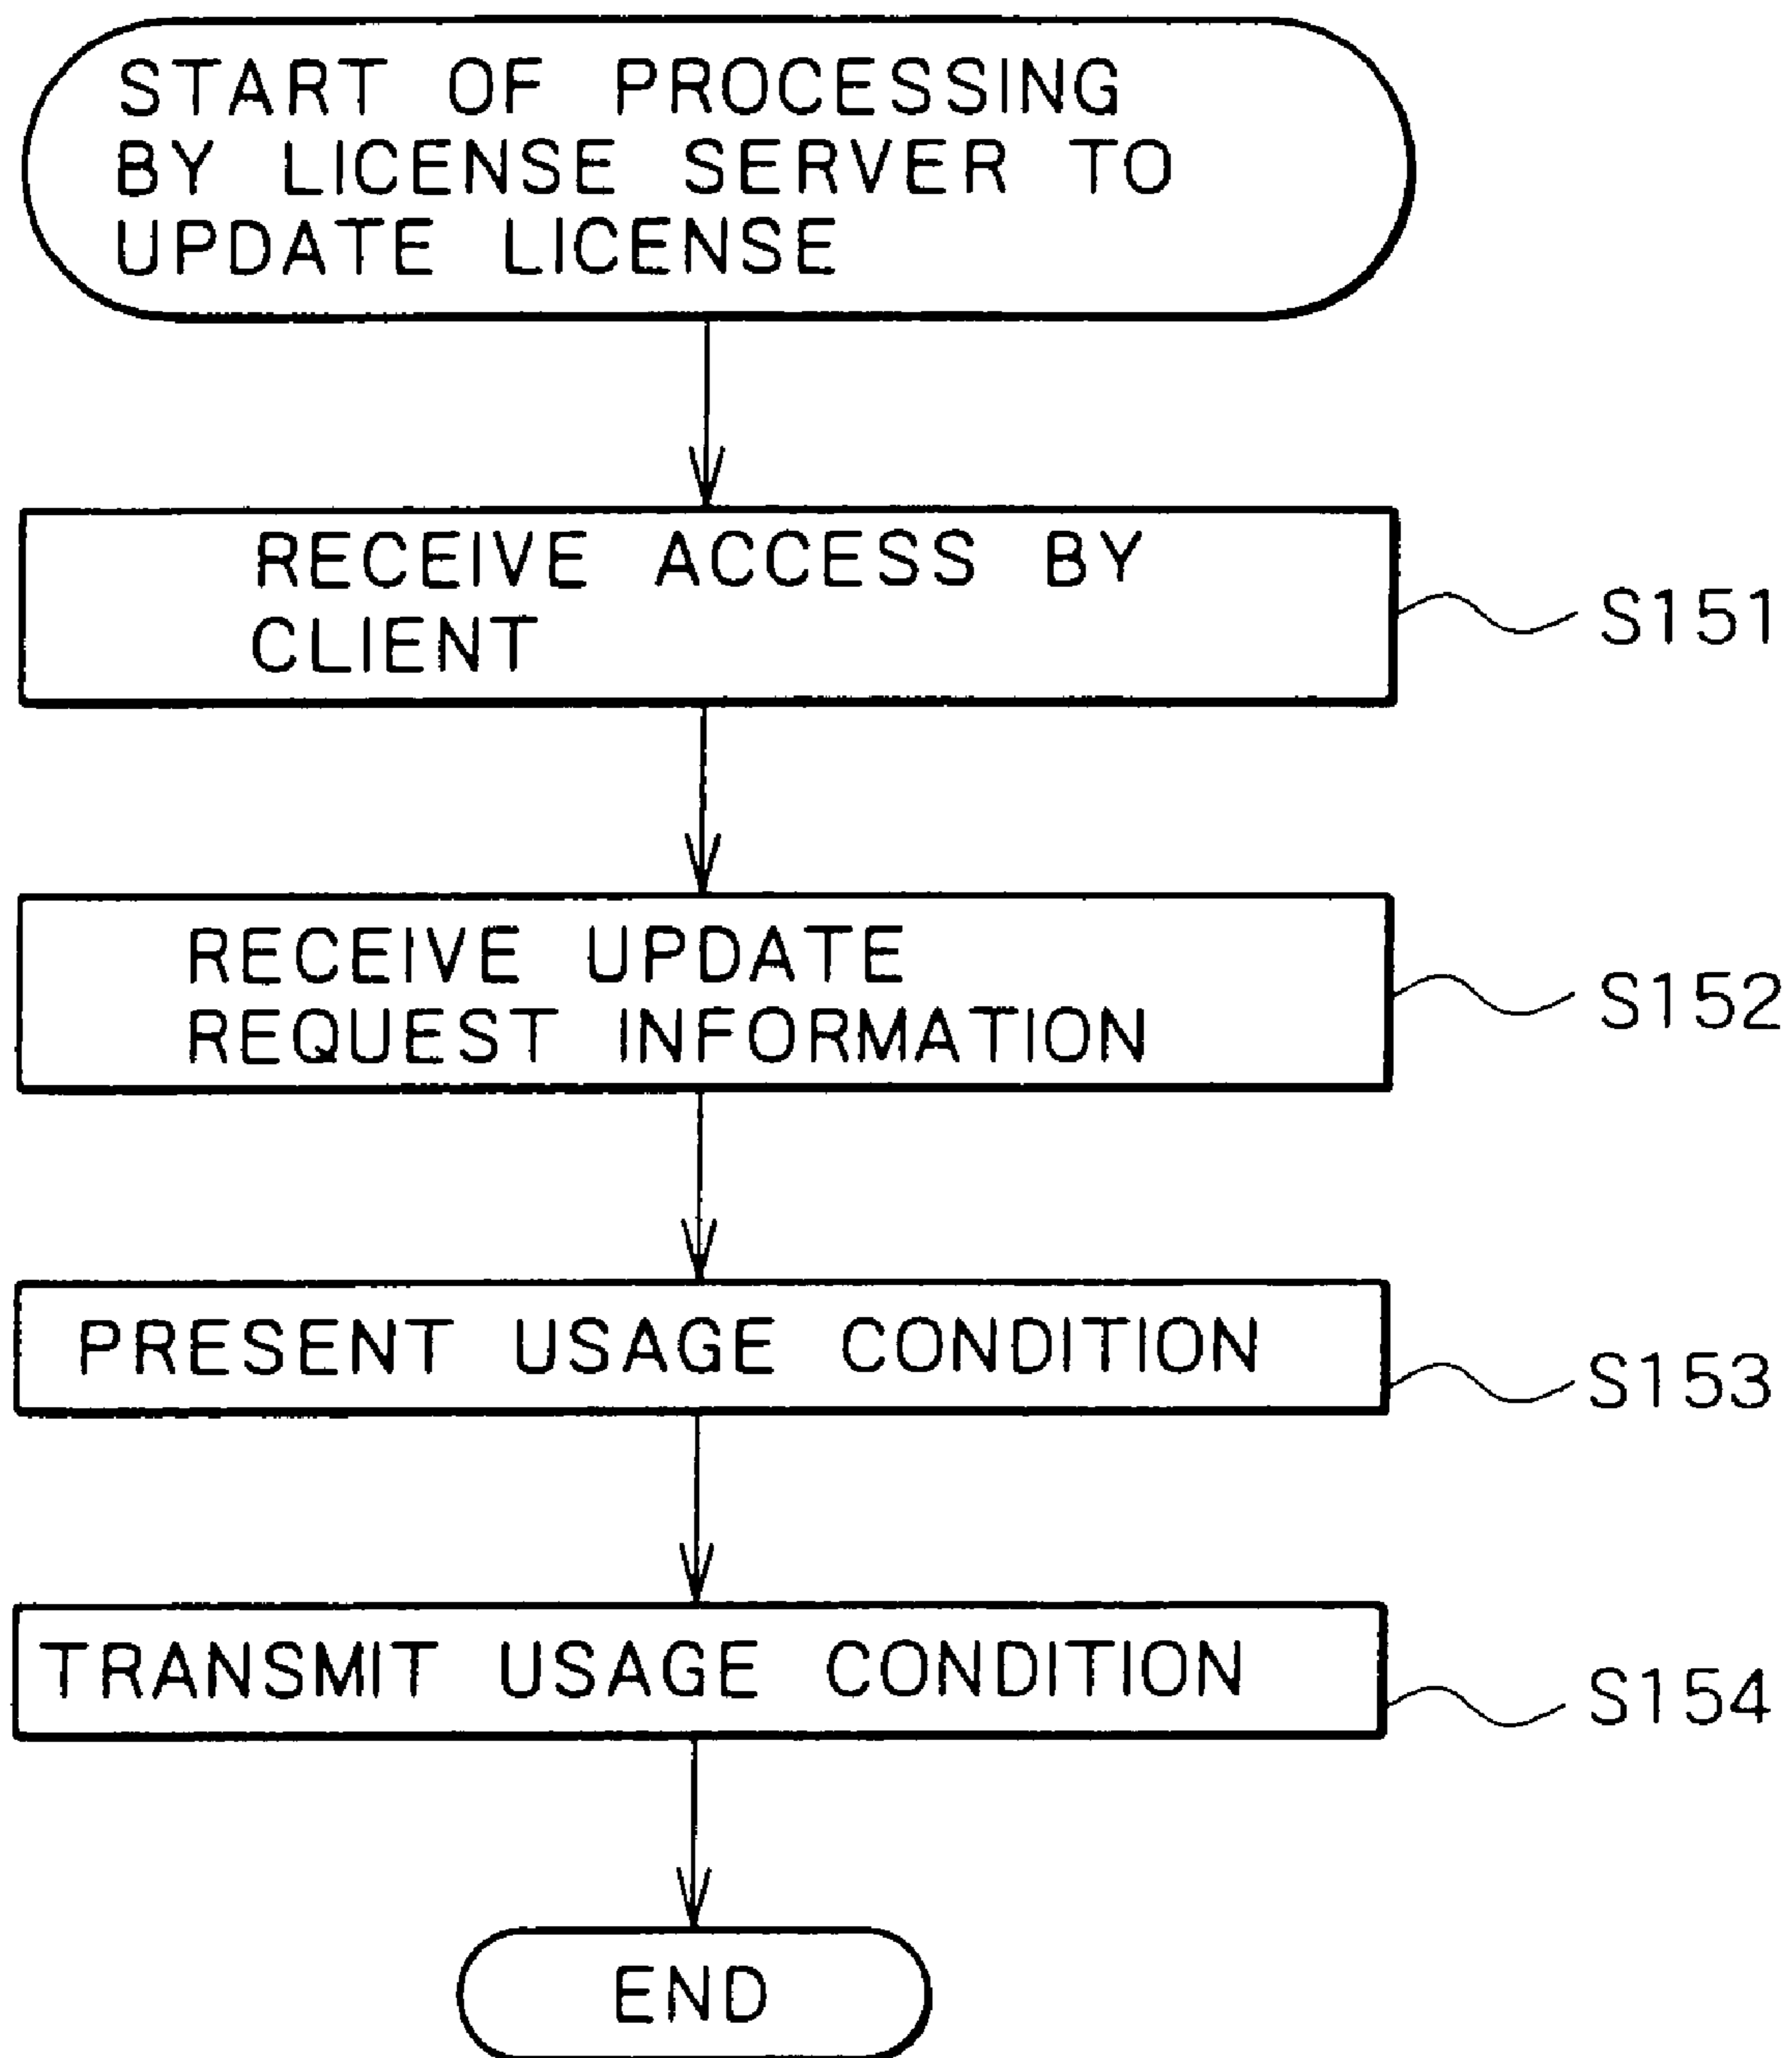 START OF PROCESSING
BY LICENSE SERVER TO
UPDATE LICENSE
RECEIVE ACCESS BY
CLIENT
S151
RECEIVE UPDATE
REQUEST INFORMATION
S152
PRESENT USAGE CONDITION
S153
TRANSMIT USAGE CONDITION
S154
END